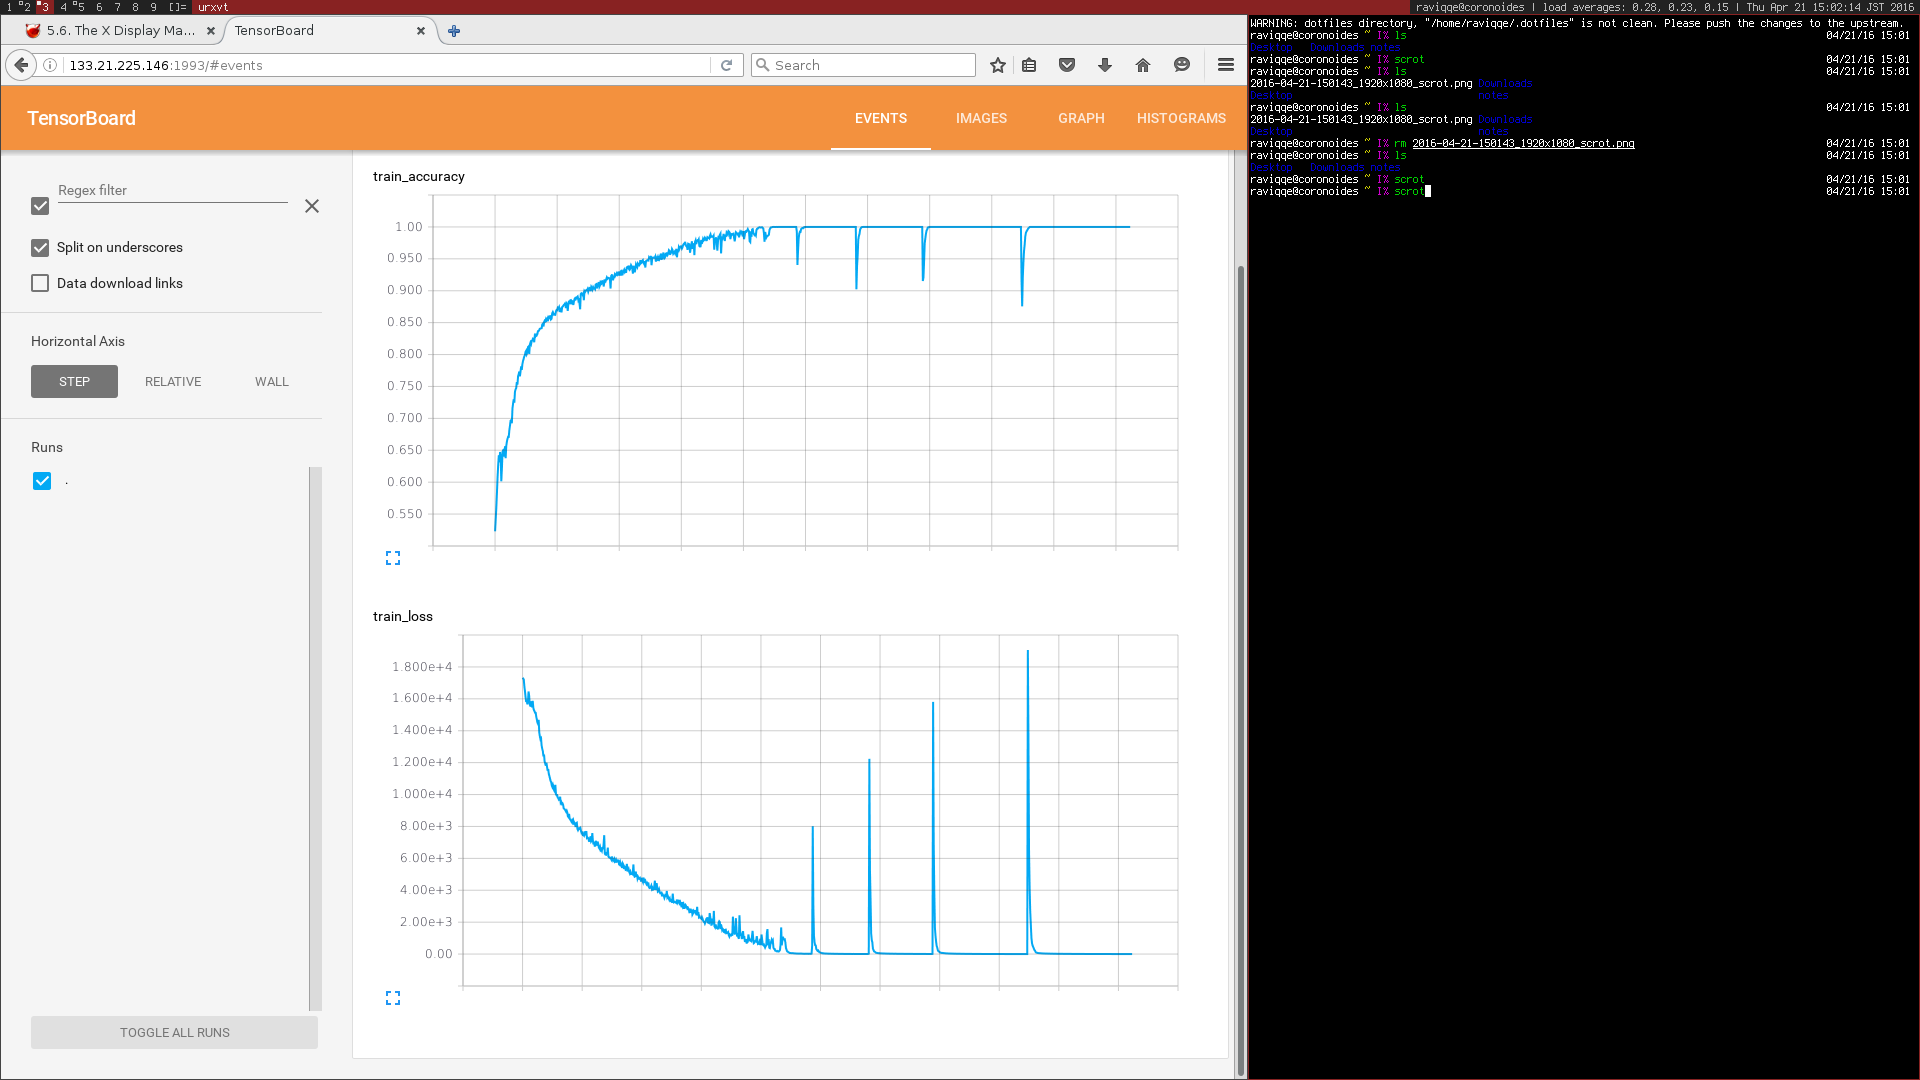 1 2 3 4 5 6 7 8 9 []= urxvt
raviqqe@coronoides | load averages: 0.28, 0.23, 0.15 | Thu Apr 21 15:02:14 JST 2016
5.6. The X Display Ma...
TensorBoard
133.21.225.146:1993/#events
Search
TensorBoard
EVENTS
IMAGES
GRAPH
HISTOGRAMS
Regex filter
Split on underscores
Data download links
Horizontal Axis
STEP
RELATIVE
WALL
Runs
.
TOGGLE ALL RUNS
train_accuracy
1.00
0.950
0.900
0.850
0.800
0.750
0.700
0.650
0.600
0.550
train_loss
1.800e+4
1.600e+4
1.400e+4
1.200e+4
1.000e+4
8.00e+3
6.00e+3
4.00e+3
2.00e+3
0.00
WARNING: dotfiles directory, "/home/raviqqe/.dotfiles" is not clean. Please push the changes to the upstream.
raviqqe@coronoides ~ I% ls 04/21/16 15:01
Desktop Downloads notes
raviqqe@coronoides ~ I% scrot 04/21/16 15:01
raviqqe@coronoides ~ I% ls 04/21/16 15:01
2016-04-21-150143_1920x1080_scrot.png Downloads
Desktop notes
raviqqe@coronoides ~ I% ls 04/21/16 15:01
2016-04-21-150143_1920x1080_scrot.png Downloads
Desktop notes
raviqqe@coronoides ~ I% rm 2016-04-21-150143_1920x1080_scrot.png 04/21/16 15:01
raviqqe@coronoides ~ I% ls 04/21/16 15:01
Desktop Downloads notes
raviqqe@coronoides ~ I% scrot 04/21/16 15:01
raviqqe@coronoides ~ I% scrot 04/21/16 15:01